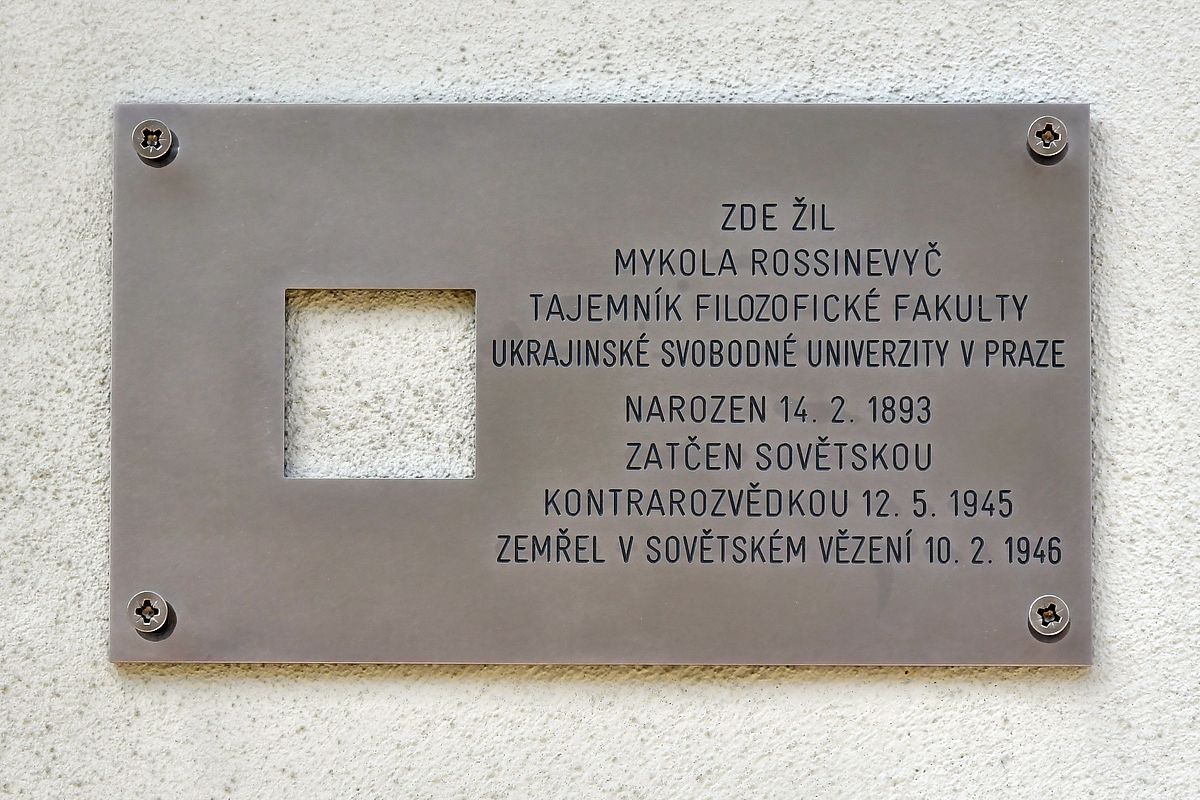 ZDE ŽIL
MYKOLA ROSSINEVYČ
TAJEMNÍK FILOZOFICKÉ FAKULTY
UKRAJINSKÉ SVOBODNÉ UNIVERZITY V PRAZE
NAROZEN 14. 2. 1893
ZATČEN SOVĚTSKOU
KONTRAROZVĚDKOU 12. 5. 1945
ZEMŘEL V SOVĚTSKÉM VĚZENÍ 10. 2. 1946